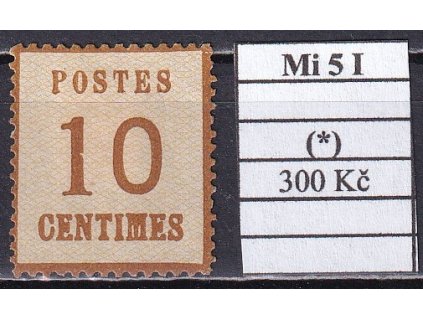 POSTES
10
CENTIMES
Mi 5 I
(*)
300 Kč